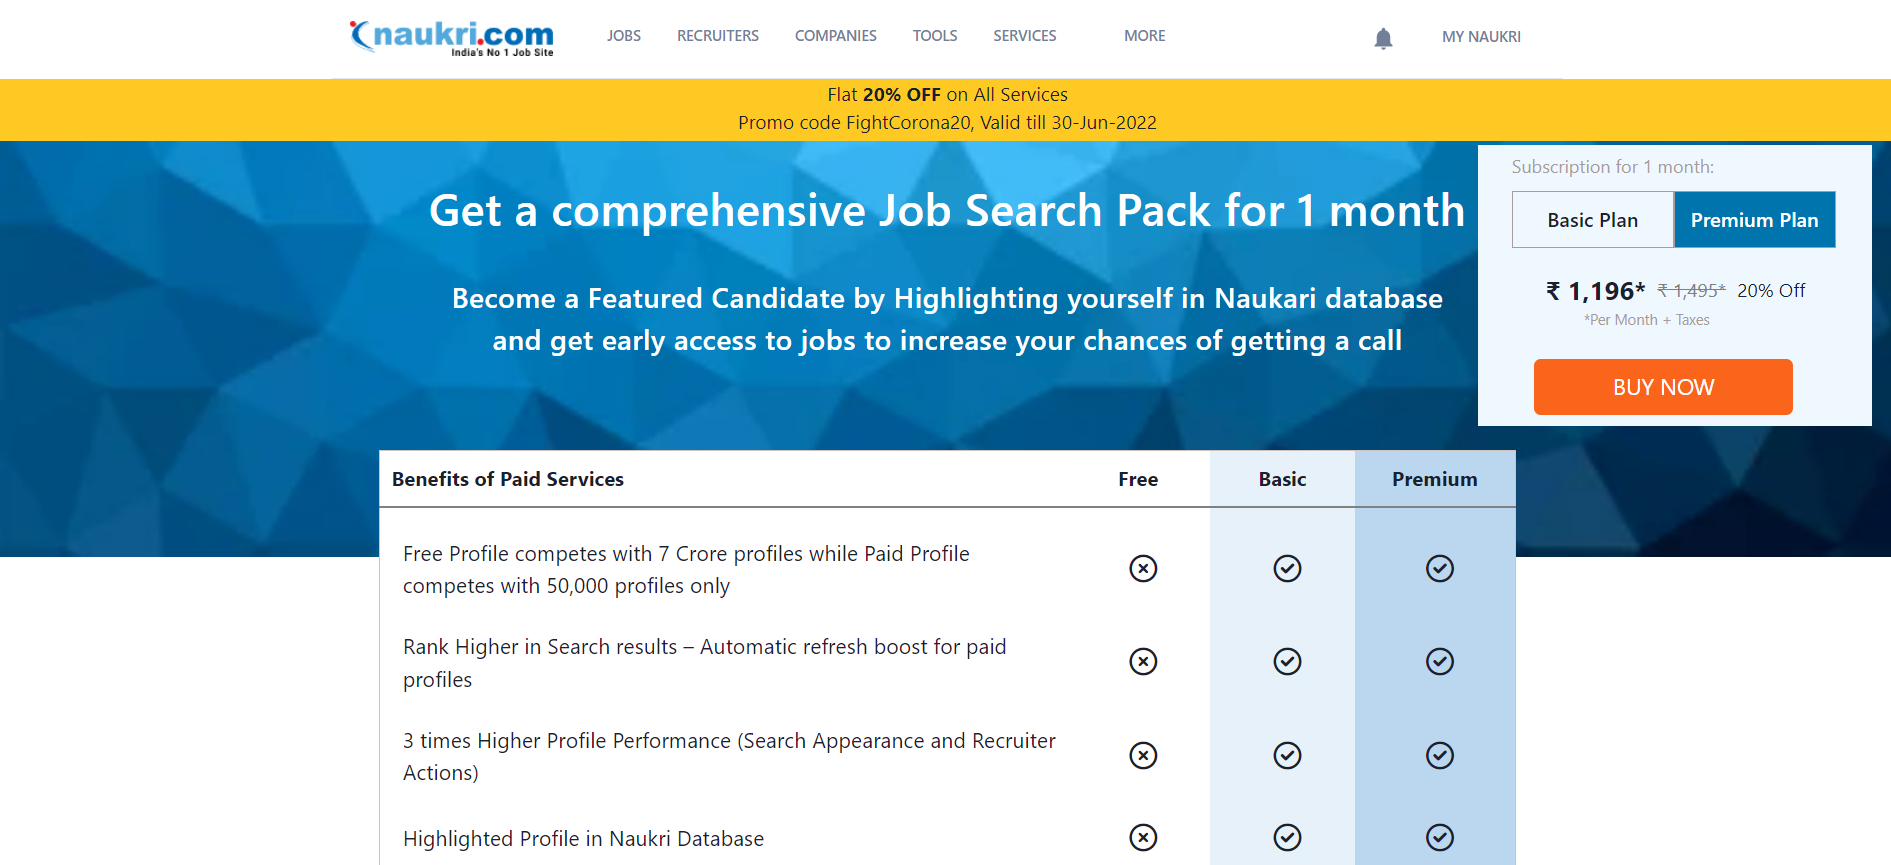 naukri.com
India's No 1 Job Site
JOBS RECRUITERS COMPANIES TOOLS SERVICES MORE MY NAUKRI
Flat 20% OFF on All Services
Promo code FightCorona20, Valid till 30-Jun-2022
Get a comprehensive Job Search Pack for 1 month
Become a Featured Candidate by Highlighting yourself in Naukari database
and get early access to jobs to increase your chances of getting a call
Subscription for 1 month:
Basic Plan Premium Plan
₹ 1,196* ₹ 1,495* 20% Off
*Per Month + Taxes
BUY NOW
Benefits of Paid Services Free Basic Premium
Free Profile competes with 7 Crore profiles while Paid Profile
competes with 50,000 profiles only
Rank Higher in Search results – Automatic refresh boost for paid
profiles
3 times Higher Profile Performance (Search Appearance and Recruiter
Actions)
Highlighted Profile in Naukri Database